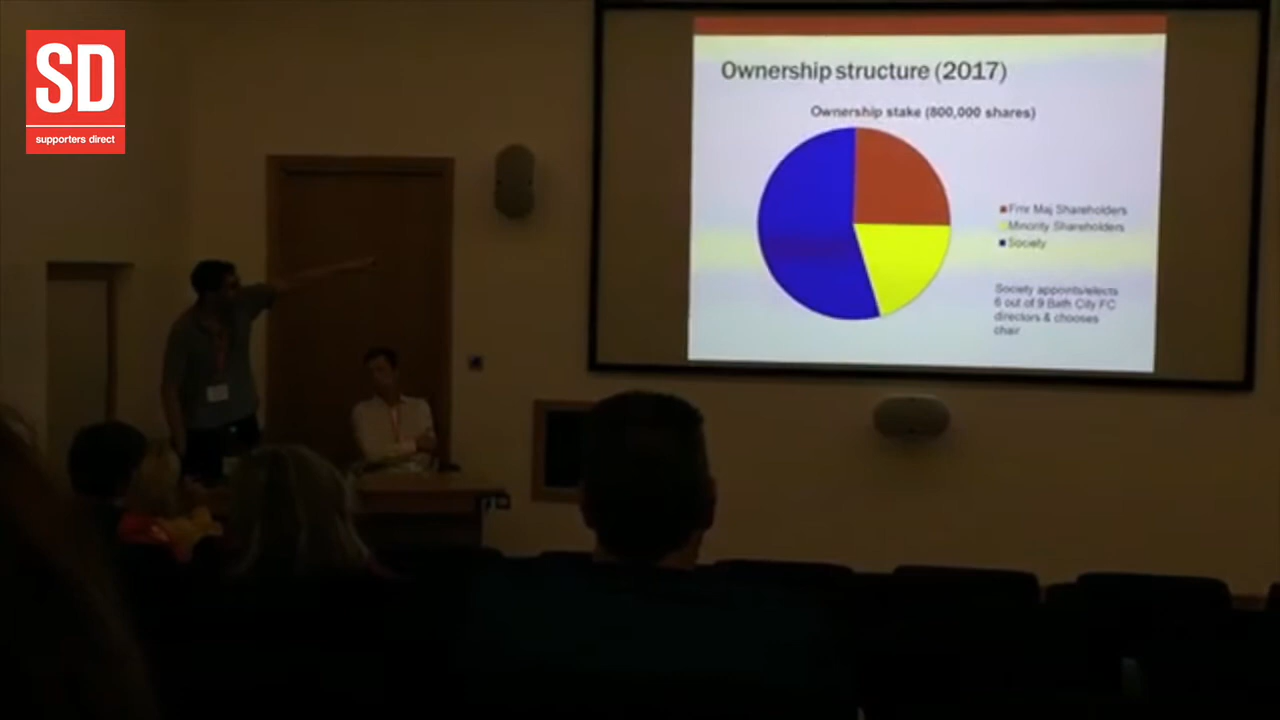 SD
supporters direct
Ownership structure (2017)
Ownership stake (800,000 shares)
Fmr Maj Shareholders
Minority Shareholders
Society
Society appoints/elects
6 out of 9 Bath City FC
directors & chooses
chair